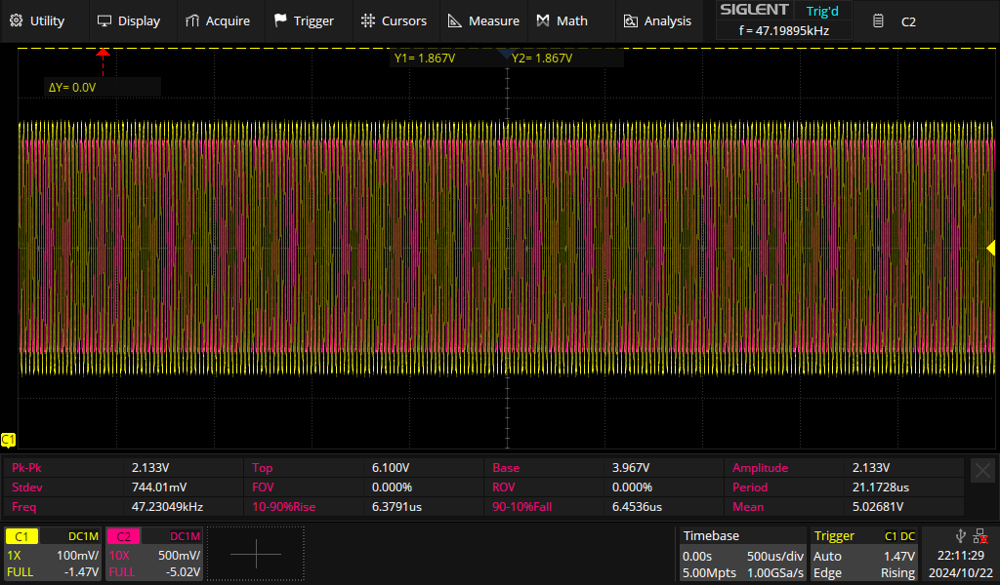 Utility Display Acquire Trigger Cursors Measure Math Analysis SIGLENT Trig'd C2
f = 47.19895kHz
Y1= 1.867V Y2= 1.867V
ΔY= 0.0V
C1
Pk-Pk 2.133V Top 6.100V Base 3.967V Amplitude 2.133V
Stdev 744.01mV FOV 0.000% ROV 0.000% Period 21.1728us
Freq 47.23049kHz 10-90%Rise 6.3791us 90-10%Fall 6.4536us Mean 5.02681V
C1 DC1M C2 DC1M Timebase Trigger C1 DC
1X 100mV/ 10X 500mV/ 0.00s 500us/div Auto 1.47V 22:11:29
FULL -1.47V FULL -5.02V 5.00Mpts 1.00GSa/s Edge Rising 2024/10/22